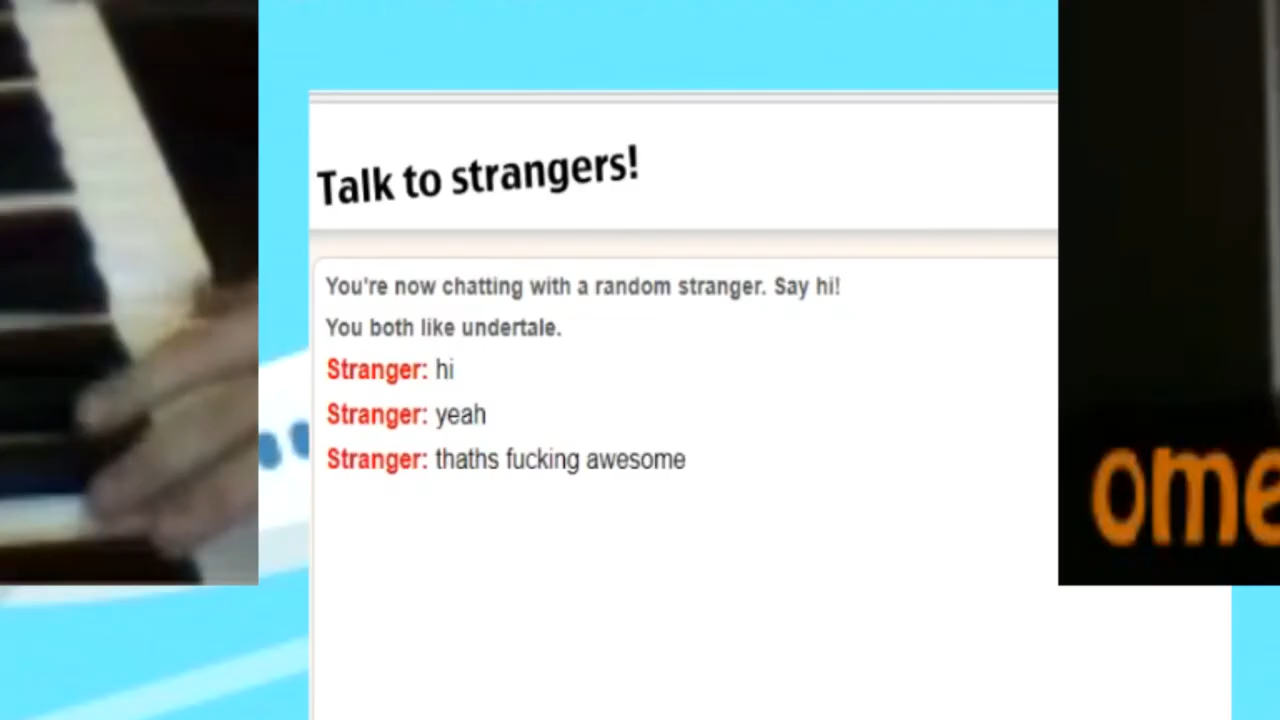 Talk to strangers!
You're now chatting with a random stranger. Say hi!
You both like undertale.
Stranger: hi
Stranger: yeah
Stranger: thaths fucking awesome
ome